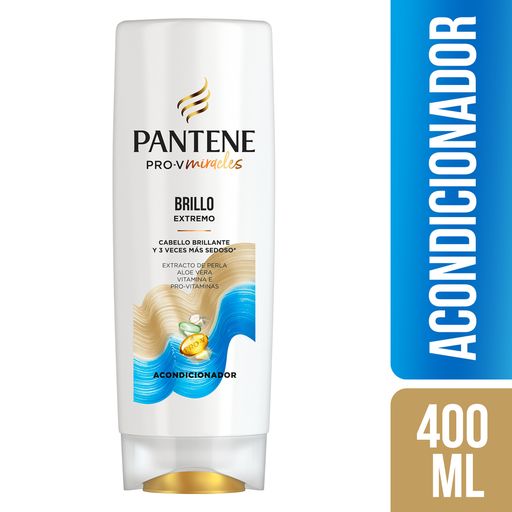 PANTENE
PRO-V miracles
BRILLO
EXTREMO
CABELLO BRILLANTE
Y 3 VECES MÁS SEDOSO*
EXTRACTO DE PERLA
ALOE VERA
VITAMINA E
PRO-VITAMINAS
PRO-V
ACONDICIONADOR
ACONDICIONADOR
400
ML